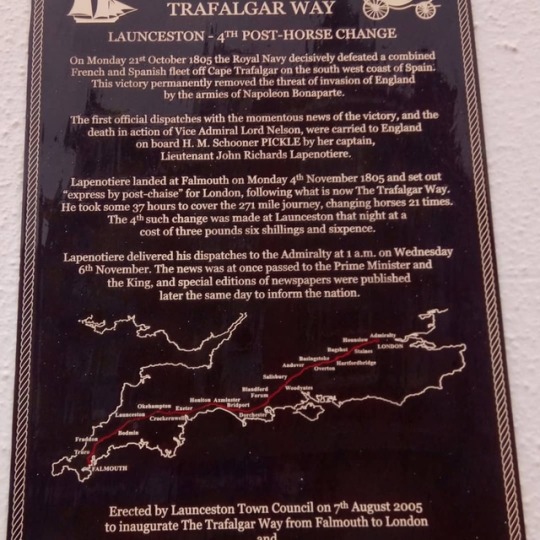 TRAFALGAR WAY
LAUNCESTON - 4TH POST-HORSE CHANGE
On Monday 21st October 1805 the Royal Navy decisively defeated a combined
French and Spanish fleet off Cape Trafalgar on the south west coast of Spain.
This victory permanently removed the threat of invasion of England
by the armies of Napoleon Bonaparte.
The first official dispatches with the momentous news of the victory, and the
death in action of Vice Admiral Lord Nelson, were carried to England
on board H. M. Schooner PICKLE by her captain,
Lieutenant John Richards Lapenotiere.
Lapenotiere landed at Falmouth on Monday 4th November 1805 and set out
"express by post-chaise" for London, following what is now The Trafalgar Way.
He took some 37 hours to cover the 271 mile journey, changing horses 21 times.
The 4th such change was made at Launceston that night at a
cost of three pounds six shillings and sixpence.
Lapenotiere delivered his dispatches to the Admiralty at 1 a.m. on Wednesday
6th November. The news was at once passed to the Prime Minister and
the King, and special editions of newspapers were published
later the same day to inform the nation.
Admiralty
Hounslow
LONDON
Bagshot
Staines
Basingstoke
Hartfordbridge
Andover
Overton
Salisbury
Woodyates
Blandford
Forum
Honiton
Axminster
Bridport
Dorchester
Okehampton
Exeter
Launceston
Crockernwell
Bodmin
Fraddon
Truro
FALMOUTH
Erected by Launceston Town Council on 7th August 2005
to inaugurate The Trafalgar Way from Falmouth to London
and